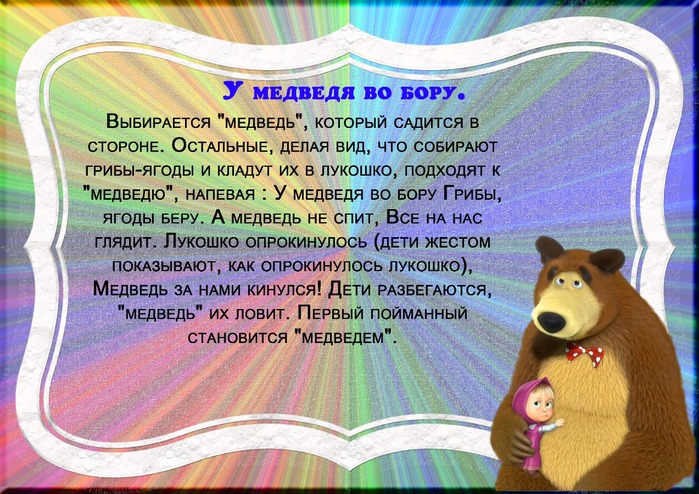 У медведя во бору.
Выбирается "медведь", который садится в
стороне. Остальные, делая вид, что собирают
грибы-ягоды и кладут их в лукошко, подходят к
"медведю", напевая : У медведя во бору Грибы,
ягоды беру. А медведь не спит, Все на нас
глядит. Лукошко опрокинулось (дети жестом
показывают, как опрокинулось лукошко),
Медведь за нами кинулся! Дети разбегаются,
"медведь" их ловит. Первый пойманный
становится "медведем".